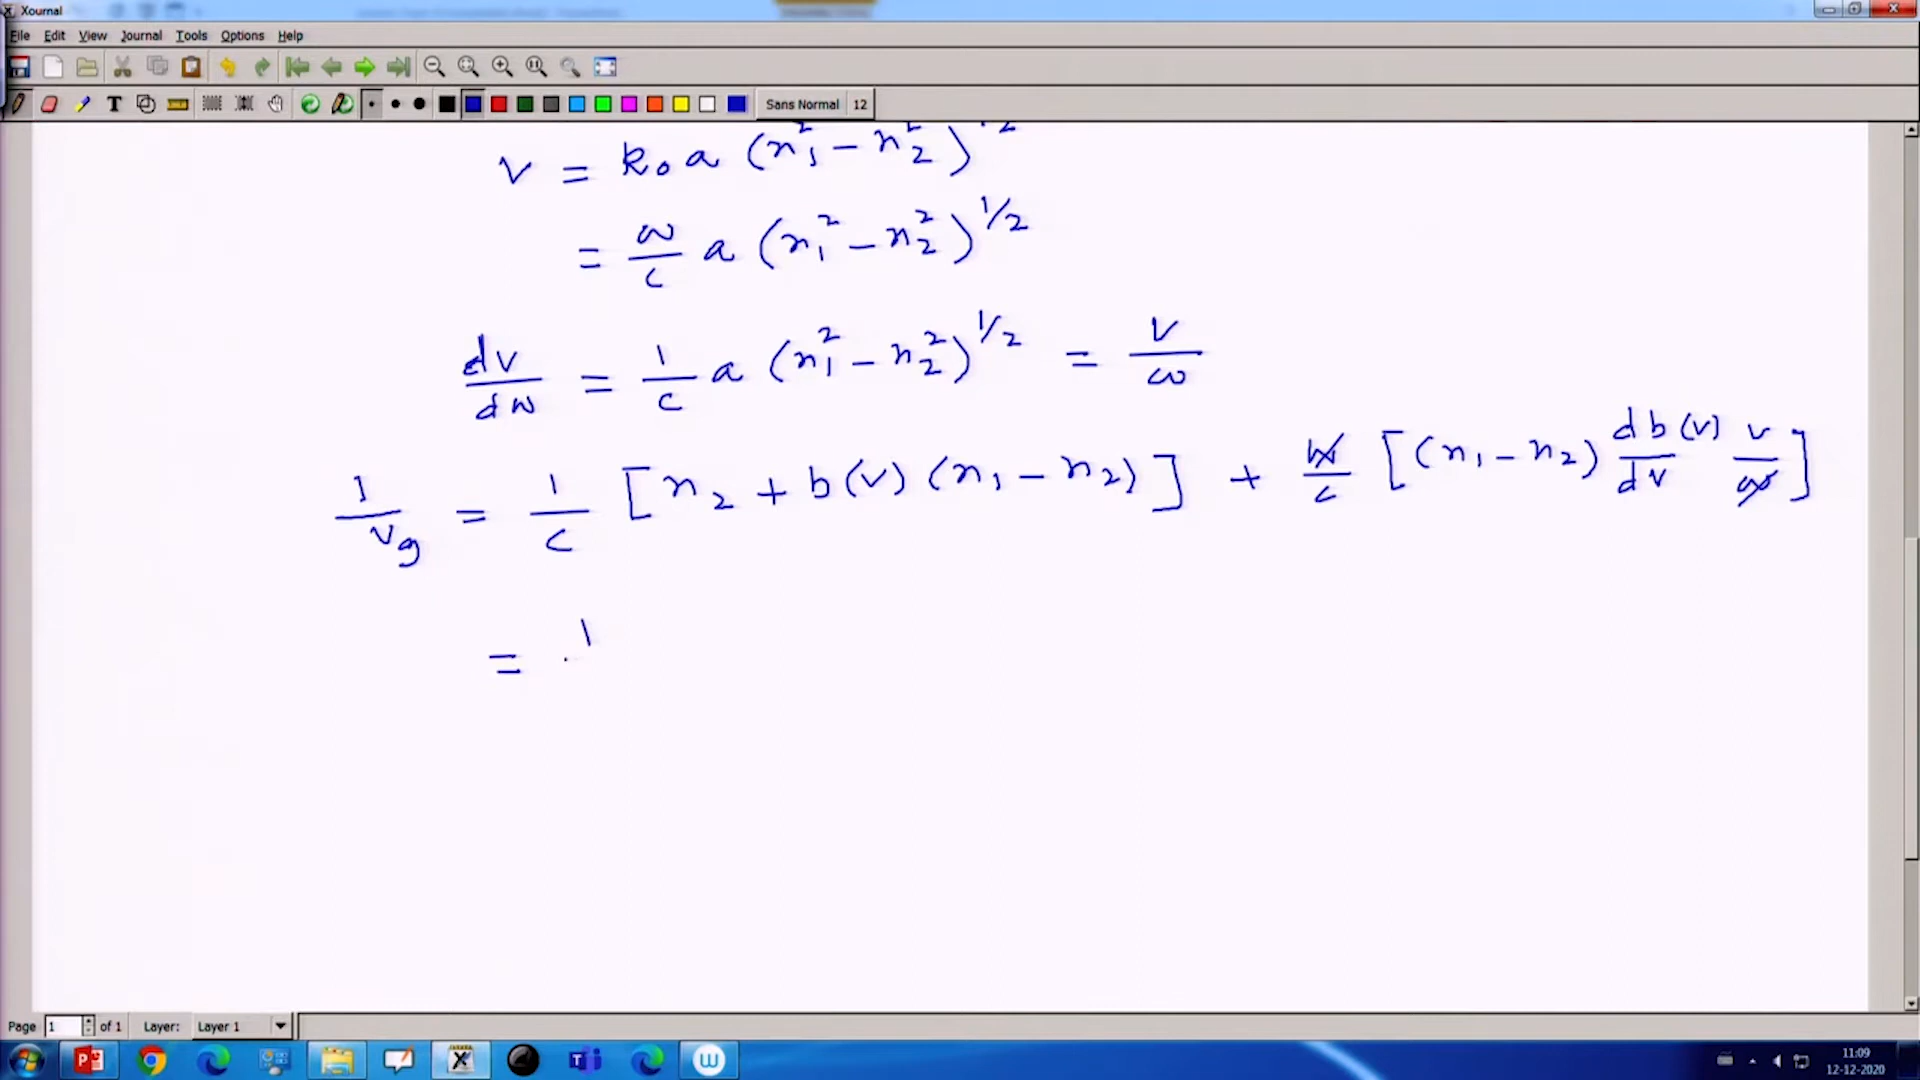 Xournal
File Edit View Journal Tools Options Help
Sans Normal 12
V = k₀ a (n₁² − n₂²)^1/2
= ω/c a (n₁² − n₂²)^1/2
dV/dω = 1/c a (n₁² − n₂²)^1/2 = V/ω
1/v_g = 1/c [n₂ + b(V) (n₁ − n₂)] + ω/c [(n₁ − n₂) db(V)/dV V/ω]
= 1
Page 1 of 1 Layer: Layer 1
11:09
12-12-2020